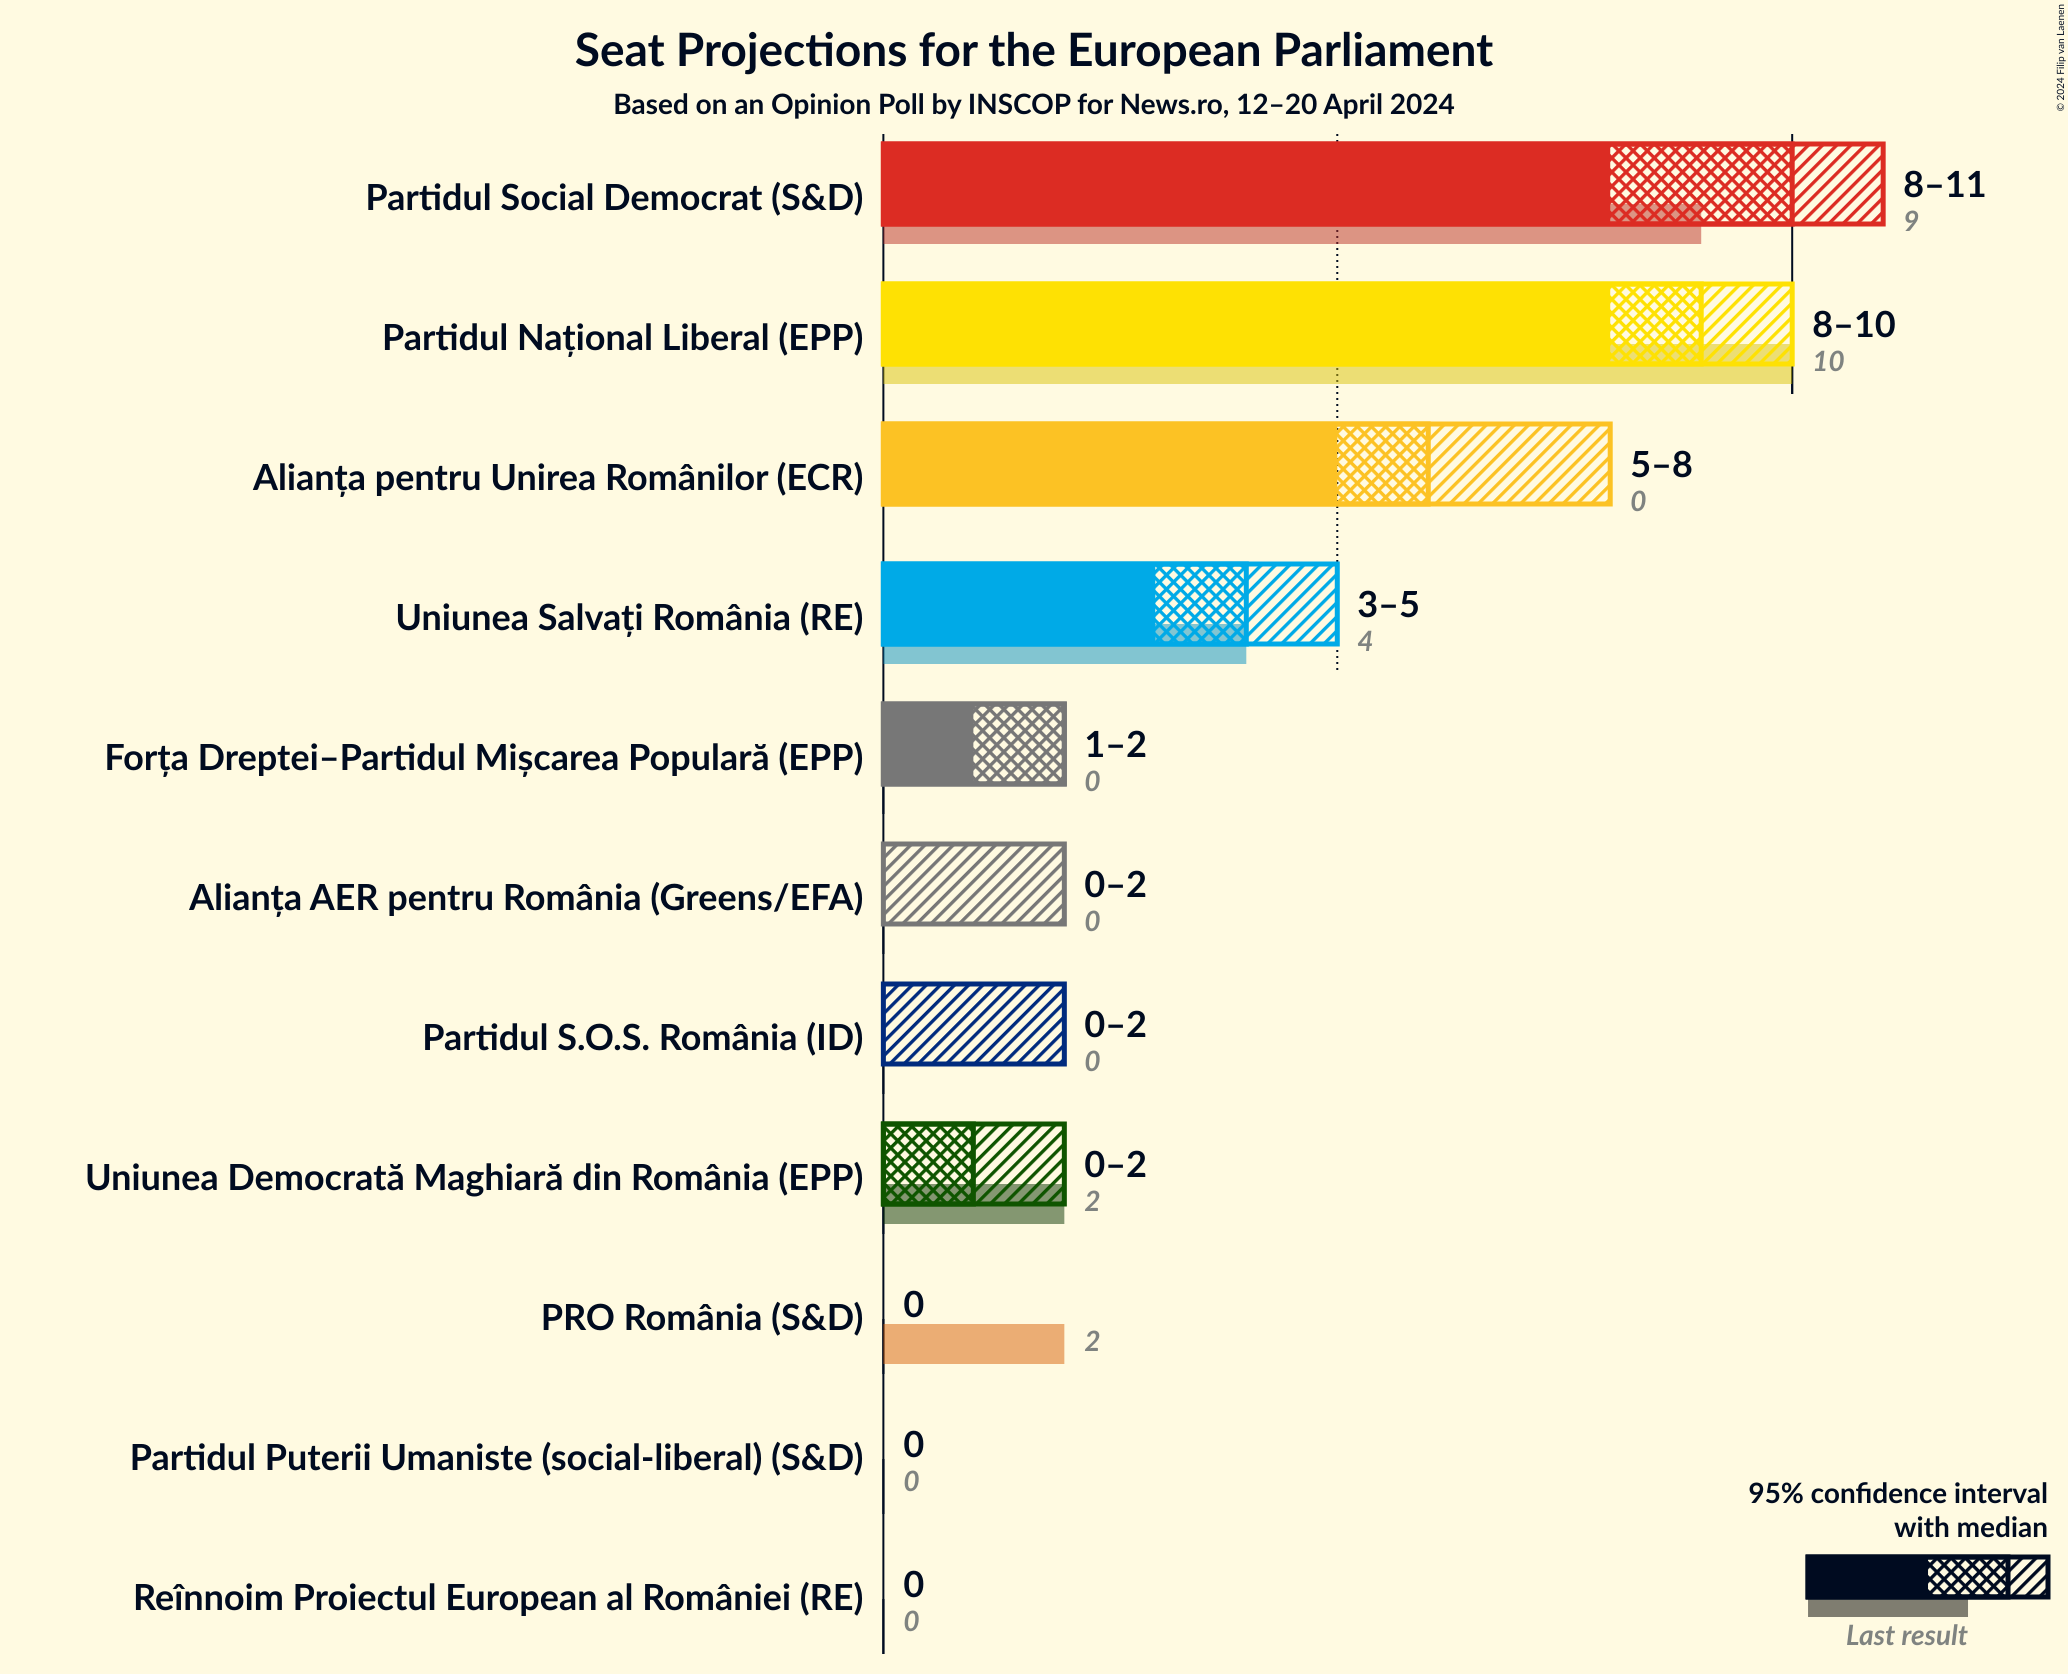 Seat Projections for the European Parliament
Based on an Opinion Poll by INSCOP for News.ro, 12–20 April 2024
© 2024 Filip van Laenen
Partidul Social Democrat (S&D)
8–11
9
Partidul Național Liberal (EPP)
8–10
10
Alianța pentru Unirea Românilor (ECR)
5–8
0
Uniunea Salvați România (RE)
3–5
4
Forța Dreptei–Partidul Mișcarea Populară (EPP)
1–2
0
Alianța AER pentru România (Greens/EFA)
0–2
0
Partidul S.O.S. România (ID)
0–2
0
Uniunea Democrată Maghiară din România (EPP)
0–2
2
PRO România (S&D)
0
2
Partidul Puterii Umaniste (social-liberal) (S&D)
0
0
Reînnoim Proiectul European al României (RE)
0
0
95% confidence interval
with median
Last result